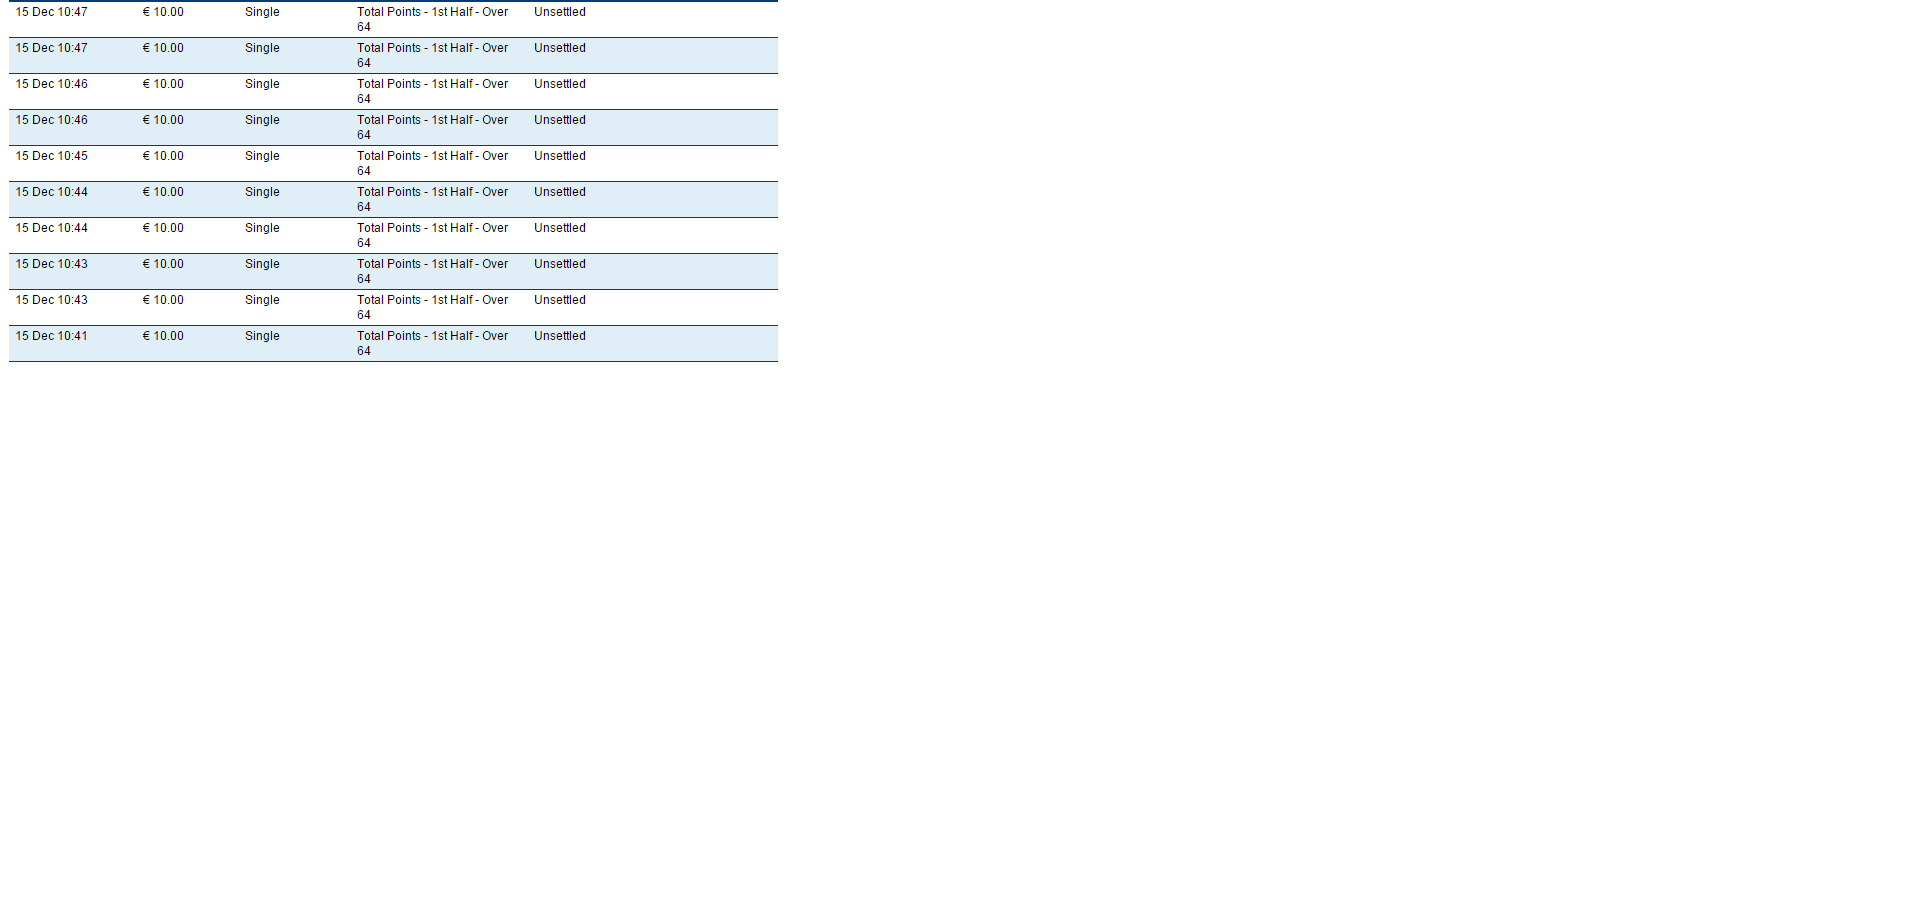 15 Dec 10:47 € 10.00 Single Total Points - 1st Half - Over Unsettled
64
15 Dec 10:47 € 10.00 Single Total Points - 1st Half - Over Unsettled
64
15 Dec 10:46 € 10.00 Single Total Points - 1st Half - Over Unsettled
64
15 Dec 10:46 € 10.00 Single Total Points - 1st Half - Over Unsettled
64
15 Dec 10:45 € 10.00 Single Total Points - 1st Half - Over Unsettled
64
15 Dec 10:44 € 10.00 Single Total Points - 1st Half - Over Unsettled
64
15 Dec 10:44 € 10.00 Single Total Points - 1st Half - Over Unsettled
64
15 Dec 10:43 € 10.00 Single Total Points - 1st Half - Over Unsettled
64
15 Dec 10:43 € 10.00 Single Total Points - 1st Half - Over Unsettled
64
15 Dec 10:41 € 10.00 Single Total Points - 1st Half - Over Unsettled
64